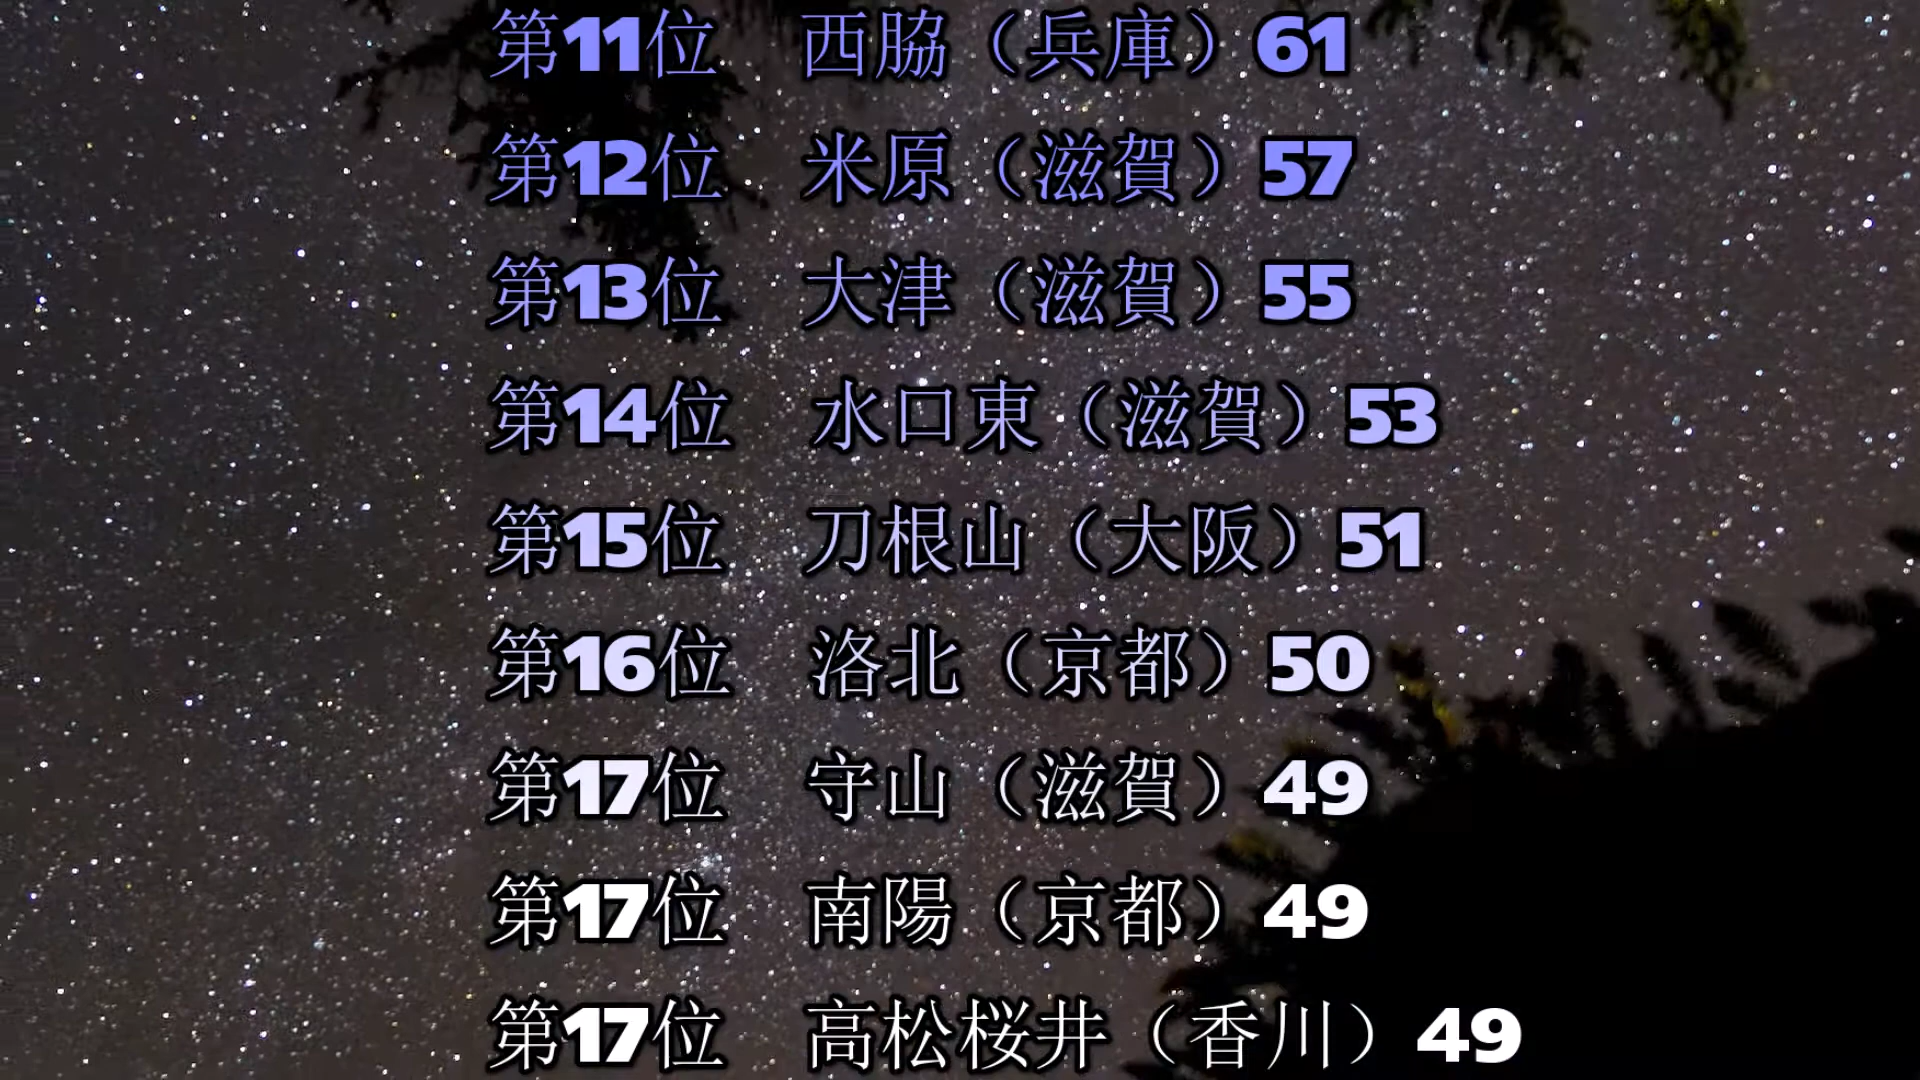 第11位　西脇（兵庫）61
第12位　米原（滋賀）57
第13位　大津（滋賀）55
第14位　水口東（滋賀）53
第15位　刀根山（大阪）51
第16位　洛北（京都）50
第17位　守山（滋賀）49
第17位　南陽（京都）49
第17位　高松桜井（香川）49